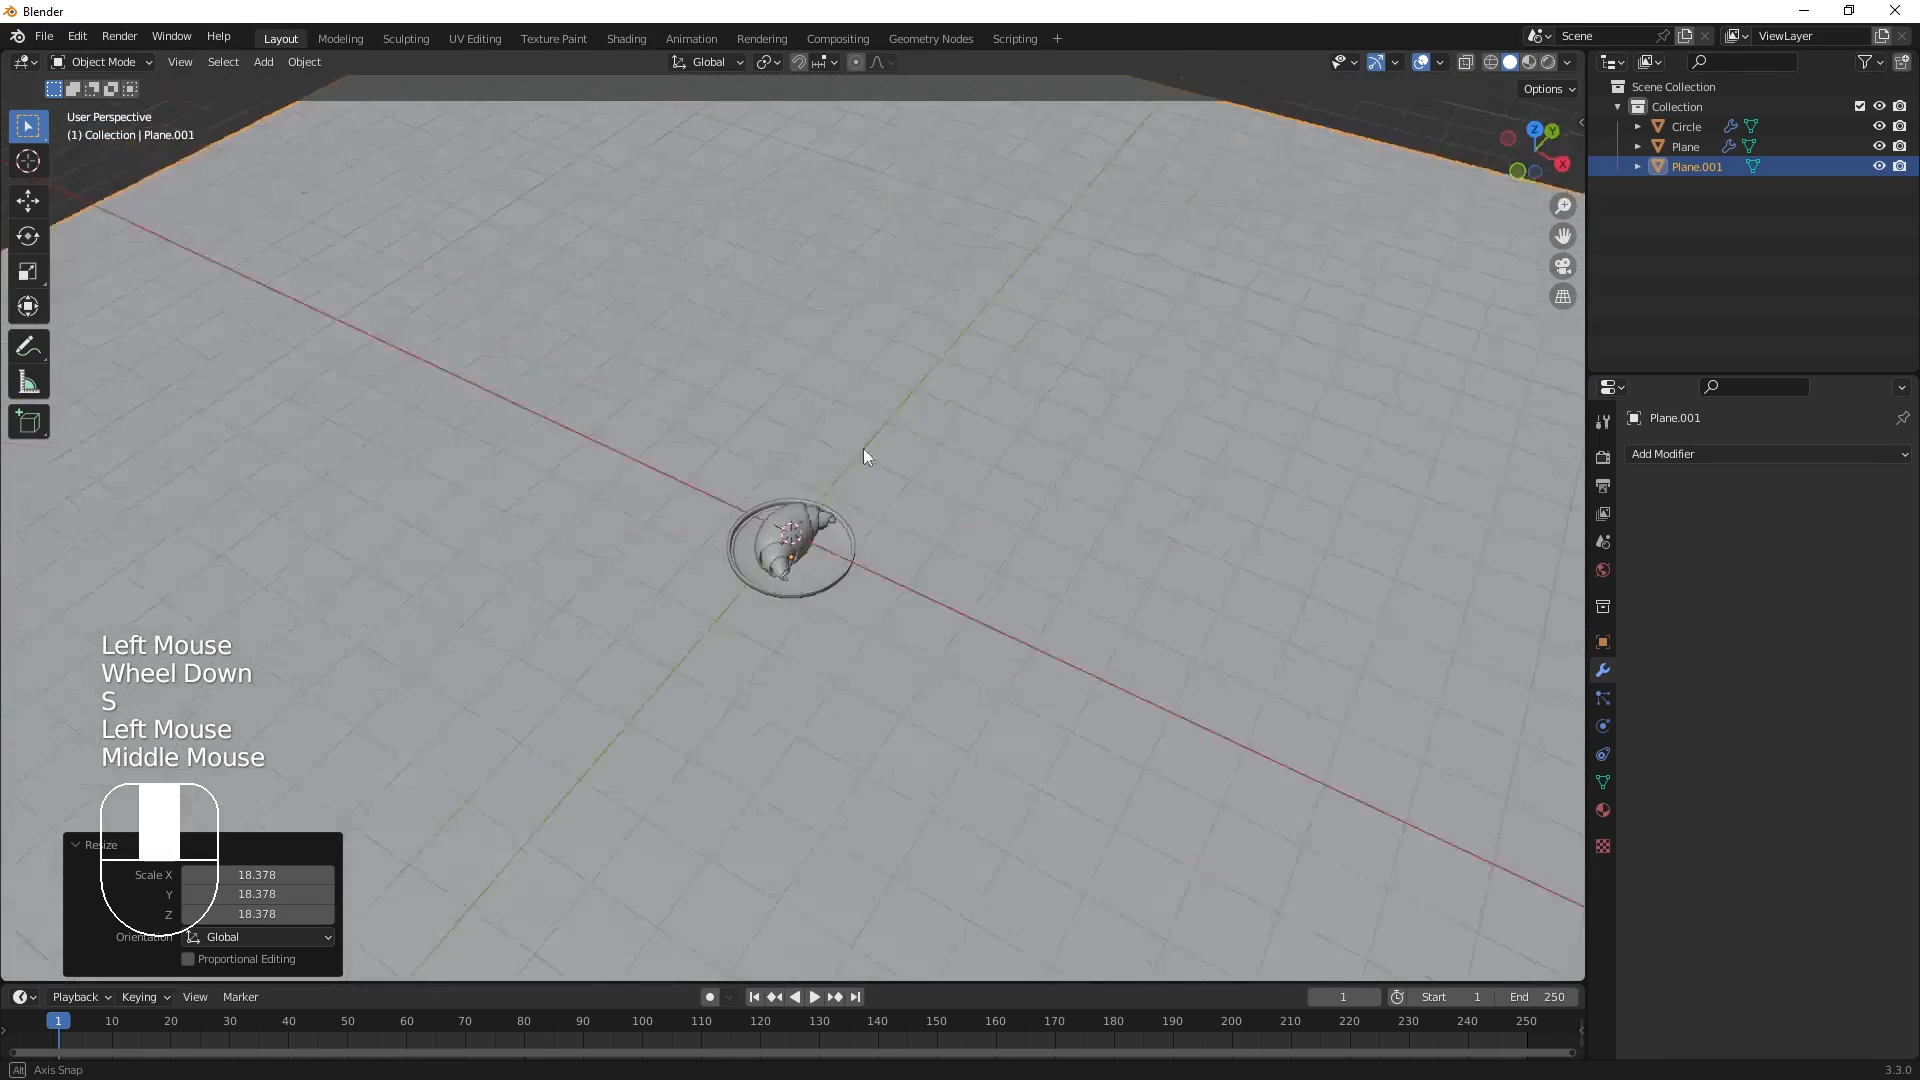 Blender
File Edit Render Window Help
Layout Modeling Sculpting UV Editing Texture Paint Shading Animation Rendering Compositing Geometry Nodes Scripting +
Scene
ViewLayer
Object Mode View Select Add Object
Global
Options
User Perspective
(1) Collection | Plane.001
Z
Y
X
Scene Collection
Collection
Circle
Plane
Plane.001
Plane.001
Add Modifier
Left Mouse
Wheel Down
S
Left Mouse
Middle Mouse
Resize
Scale X 18.378
Y 18.378
Z 18.378
Orientation Global
Proportional Editing
Playback Keying View Marker
1 Start 1 End 250
1 10 20 30 40 50 60 70 80 90 100 110 120 130 140 150 160 170 180 190 200 210 220 230 240 250
Alt Axis Snap
3.3.0